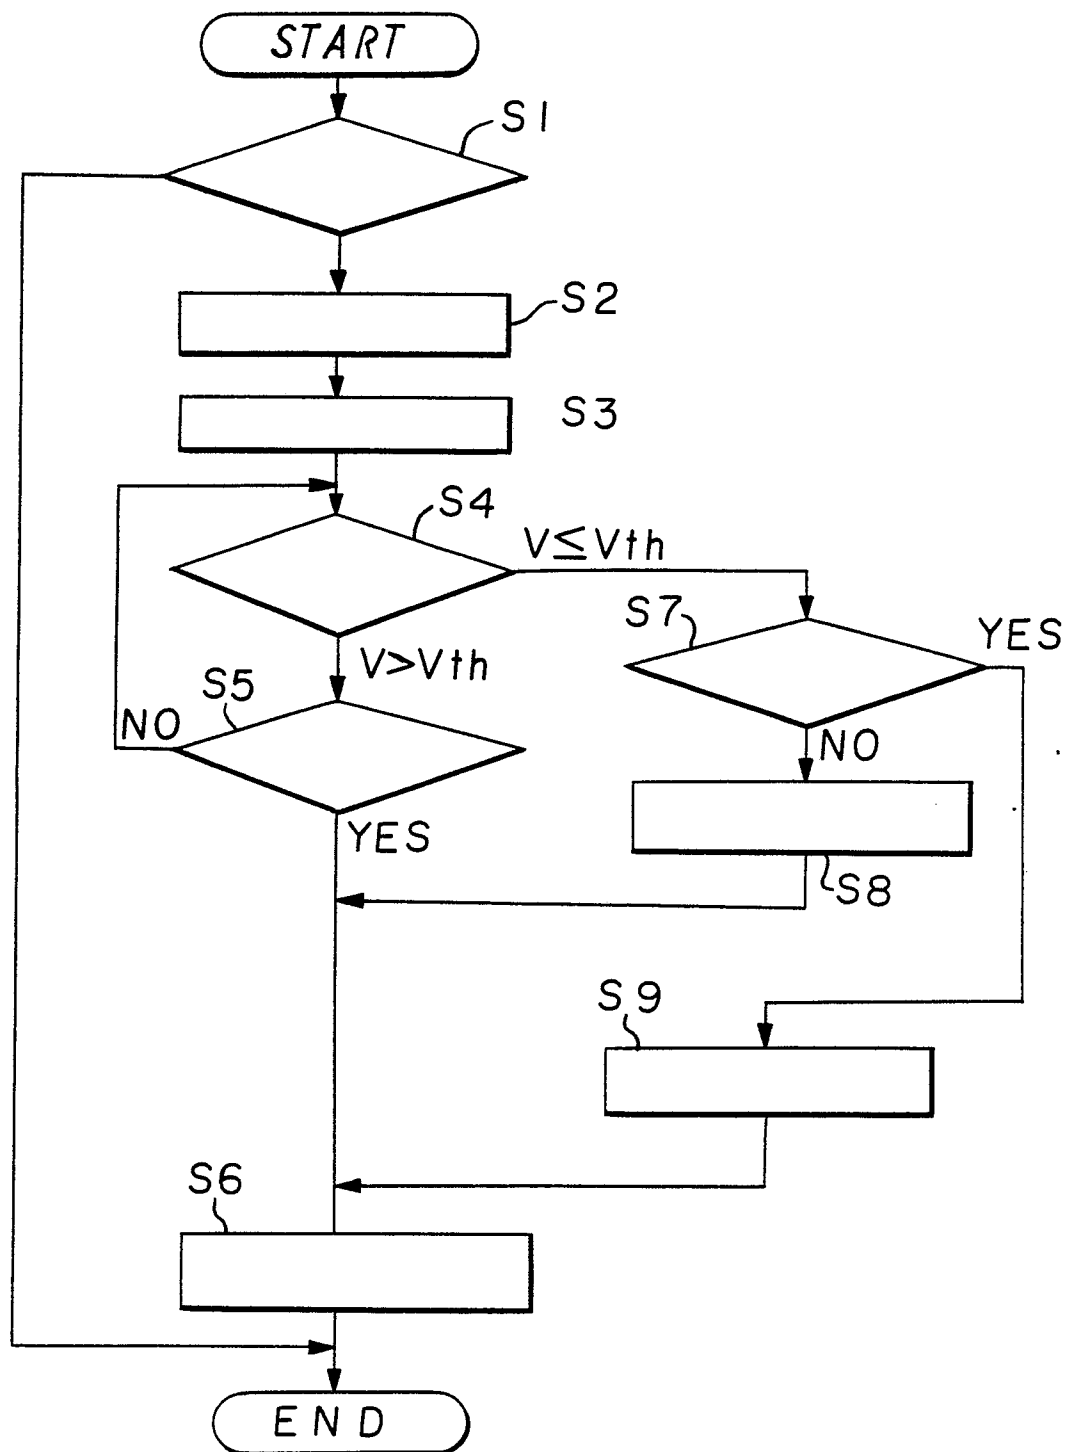 START
S1
S2
S3
S4
V≤Vth
S7
YES
V>Vth
S5
NO
NO
YES
S8
S9
S6
END